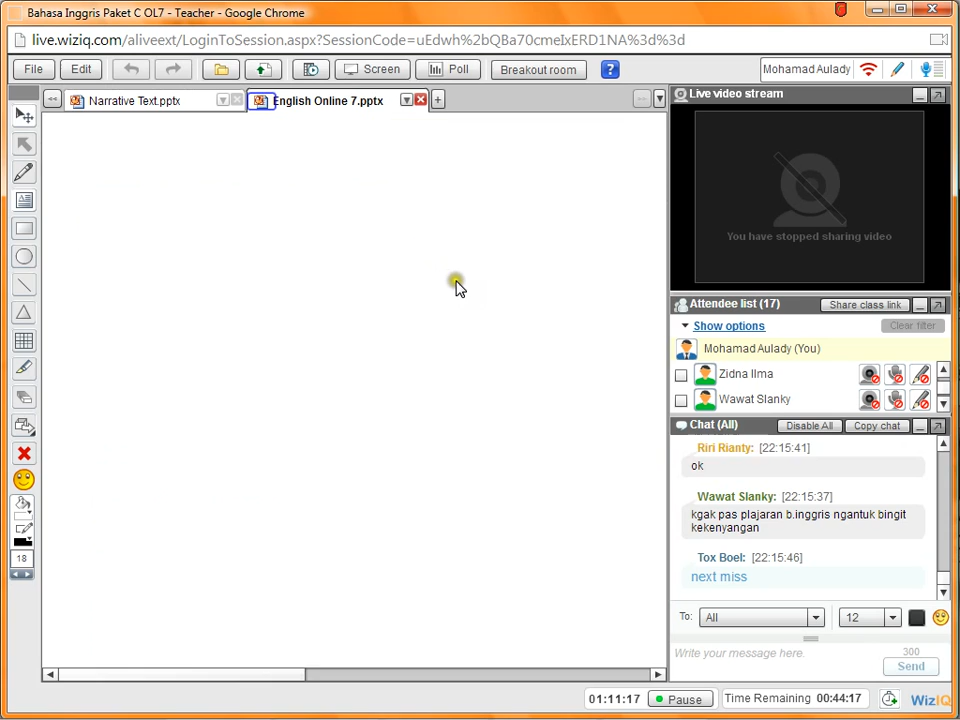 Bahasa Inggris Paket C OL7 - Teacher - Google Chrome
live.wiziq.com/aliveext/LoginToSession.aspx?SessionCode=uEdwh%2bQBa70cmeIxERD1NA%3d%3d
File Edit Screen Poll Breakout room ? Mohamad Aulady
<< Narrative Text.pptx English Online 7.pptx +
Live video stream
You have stopped sharing video
Attendee list (17) Share class link
Show options Clear filter
Mohamad Aulady (You)
Zidna Ilma
Wawat Slanky
Chat (All) Disable All Copy chat
Riri Rianty: [22:15:41]
ok
Wawat Slanky: [22:15:37]
kgak pas plajaran b.inggris ngantuk bingit
kekenyangan
Tox Boel: [22:15:46]
next miss
18
To: All 12
300
Write your message here.
Send
01:11:17 Pause Time Remaining 00:44:17 WizIQ